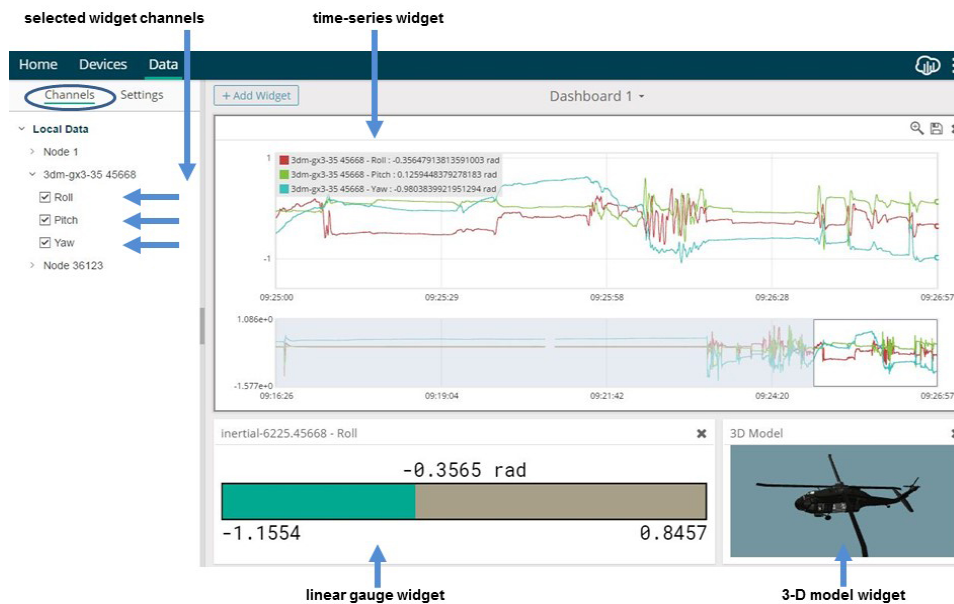 selected widget channels
time-series widget
Home Devices Data
Channels Settings
+ Add Widget
Dashboard 1
Local Data
Node 1
3dm-gx3-35 45668
Roll
Pitch
Yaw
Node 36123
1
3dm-gx3-35 45668 - Roll : -0.35647913813591003 rad
3dm-gx3-35 45668 - Pitch : 0.1259448379278183 rad
3dm-gx3-35 45668 - Yaw : -0.9803839921951294 rad
-1
09:25:00 09:25:29 09:25:58 09:26:28 09:26:57
1.086e+0
-1.577e+0
09:16:26 09:19:04 09:21:42 09:24:20 09:26:57
inertial-6225.45668 - Roll
-0.3565 rad
-1.1554 0.8457
3D Model
linear gauge widget
3-D model widget